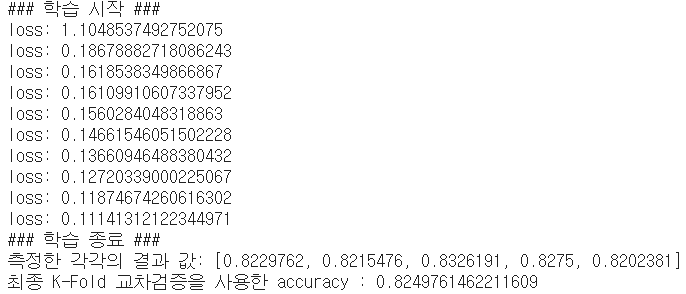 ### 학습 시작 ###
loss: 1.1048537492752075
loss: 0.18678882718086243
loss: 0.1618538349866867
loss: 0.16109910607337952
loss: 0.1560284048318863
loss: 0.14661546051502228
loss: 0.13660946488380432
loss: 0.12720339000225067
loss: 0.11874674260616302
loss: 0.11141312122344971
### 학습 종료 ###
측정한 각각의 결과 값: [0.8229762, 0.8215476, 0.8326191, 0.8275, 0.8202381]
최종 K-Fold 교차검증을 사용한 accuracy : 0.8249761462211609